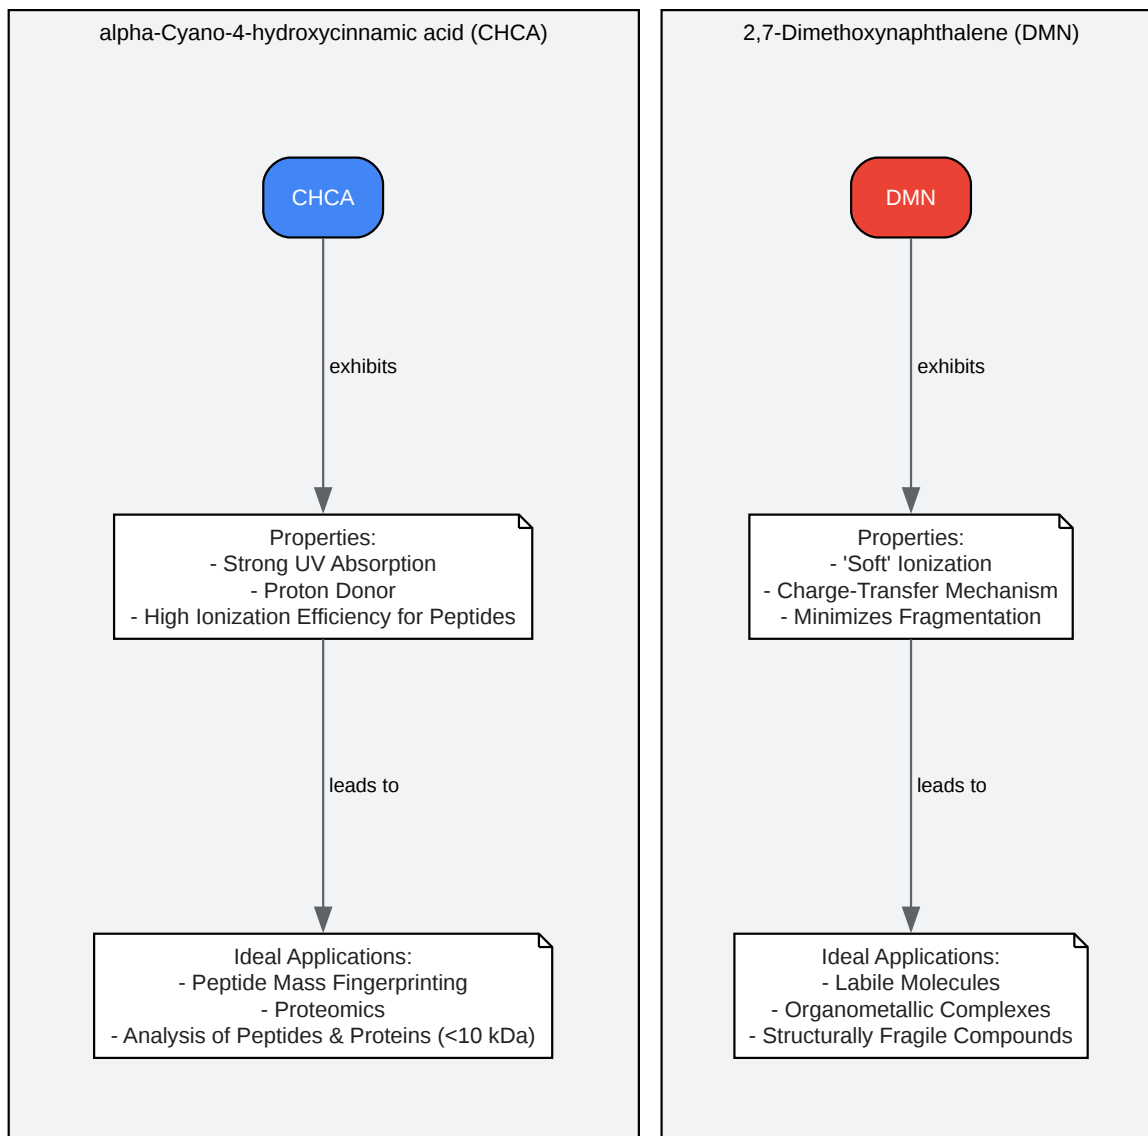 alpha-Cyano-4-hydroxycinnamic acid (CHCA)
CHCA
exhibits
Properties:
- Strong UV Absorption
- Proton Donor
- High Ionization Efficiency for Peptides
leads to
Ideal Applications:
- Peptide Mass Fingerprinting
- Proteomics
- Analysis of Peptides & Proteins (<10 kDa)
2,7-Dimethoxynaphthalene (DMN)
DMN
exhibits
Properties:
- 'Soft' Ionization
- Charge-Transfer Mechanism
- Minimizes Fragmentation
leads to
Ideal Applications:
- Labile Molecules
- Organometallic Complexes
- Structurally Fragile Compounds